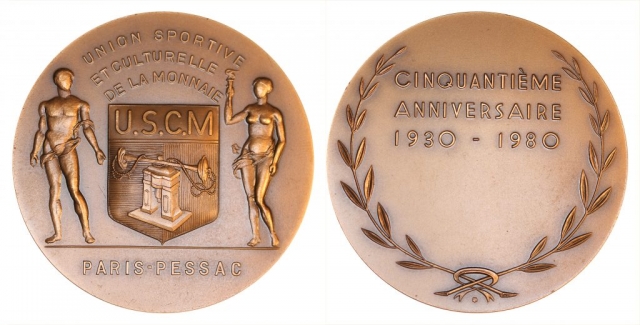 UNION SPORTIVE
ET CULTURELLE
DE LA MONNAIE
U.S.C.M
PARIS-PESSAC
CINQUANTIÈME
ANNIVERSAIRE
1930 - 1980